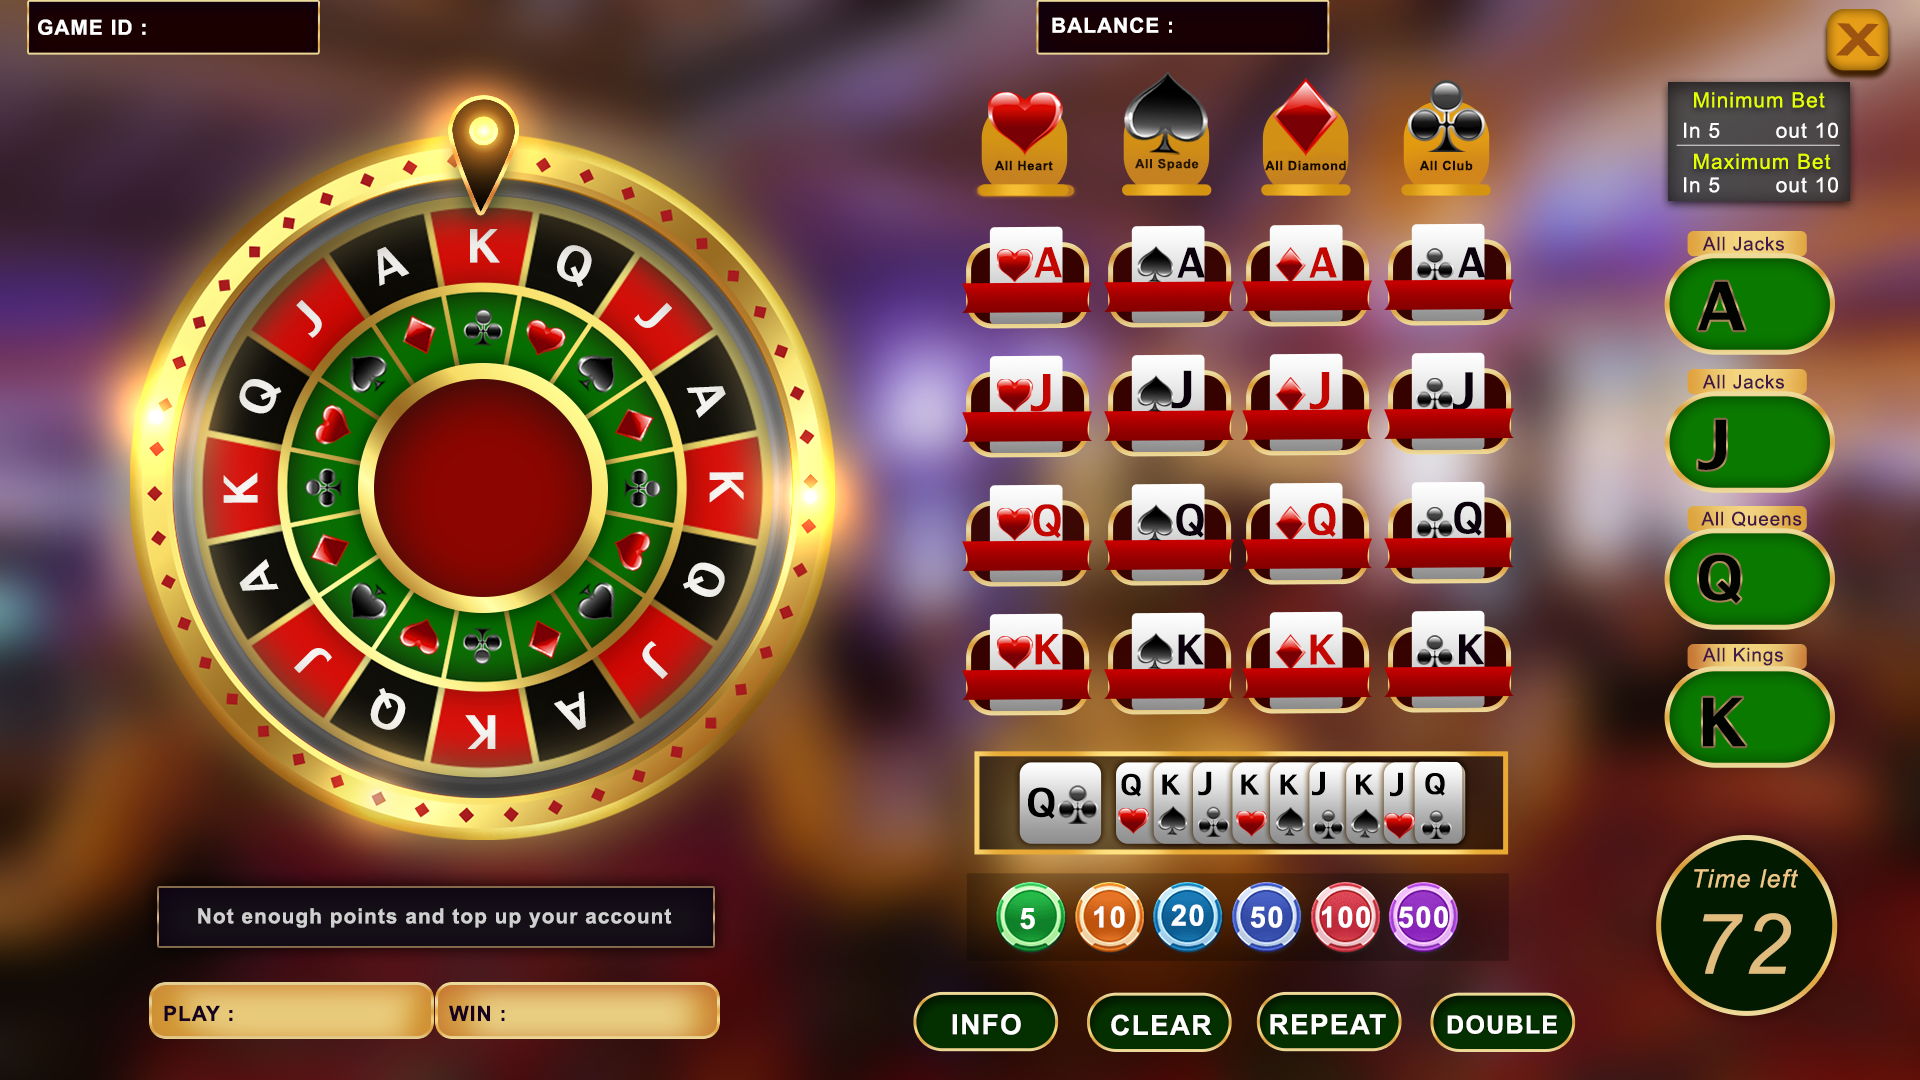 GAME ID :
BALANCE :
X
All Heart
All Spade
All Diamond
All Club
Minimum Bet
In 5 out 10
Maximum Bet
In 5 out 10
K
Q
J
A
K
Q
J
A
K
Q
J
A
K
Q
J
A
A A A A
J J J J
Q Q Q Q
K K K K
All Jacks
A
All Jacks
J
All Queens
Q
All Kings
K
Q
Q K J K K J K J Q
Time left
72
5 10 20 50 100 500
Not enough points and top up your account
PLAY :
WIN :
INFO
CLEAR
REPEAT
DOUBLE